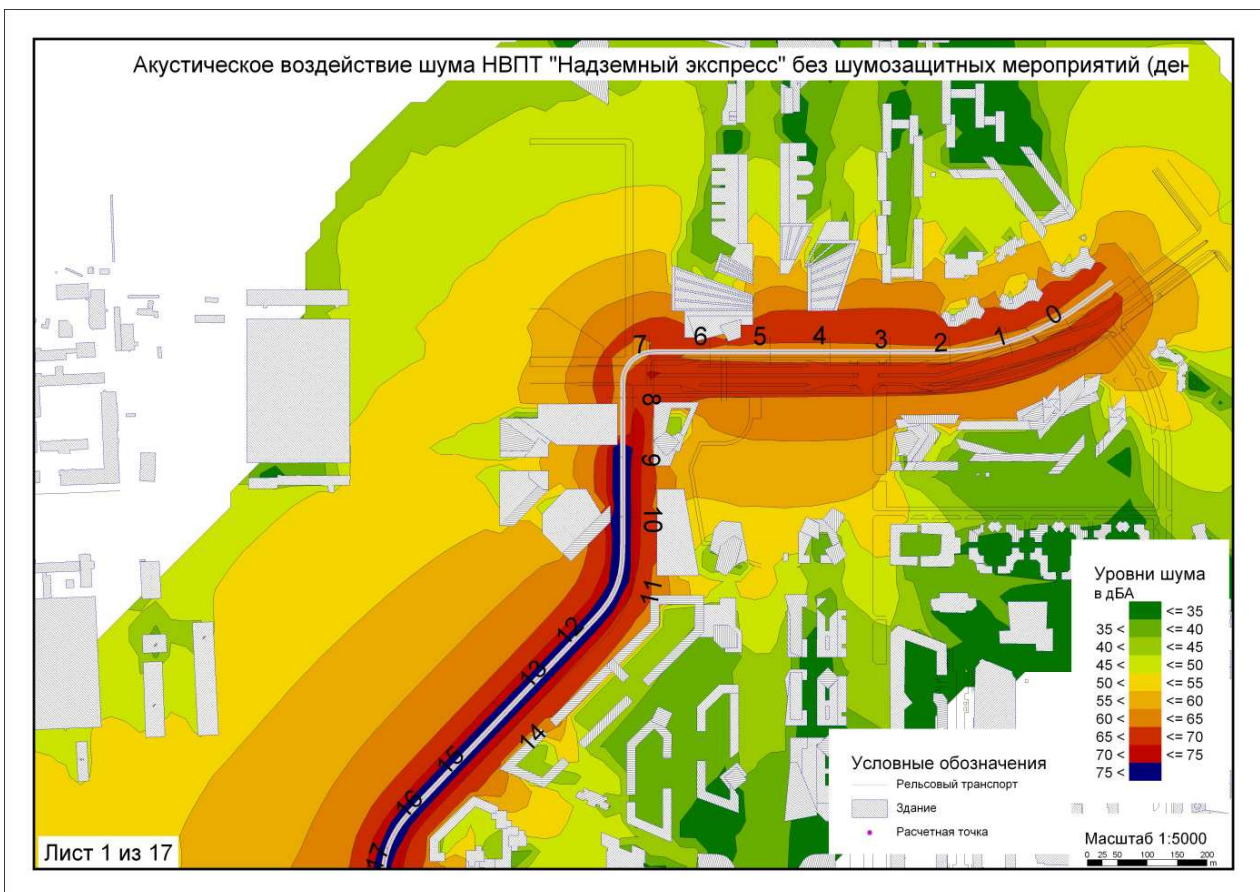 Акустическое воздействие шума НВПТ "Надземный экспресс" без шумозащитных мероприятий (ден
0
1
2
3
4
5
6
7
8
9
10
11
12
13
14
15
16
17
Уровни шума
в дБА
<= 35
35 < <= 40
40 < <= 45
45 < <= 50
50 < <= 55
55 < <= 60
60 < <= 65
65 < <= 70
70 < <= 75
75 <
Условные обозначения
Рельсовый транспорт
Здание
Расчетная точка
Масштаб 1:5000
0 25 50 100 150 200
m
Лист 1 из 17